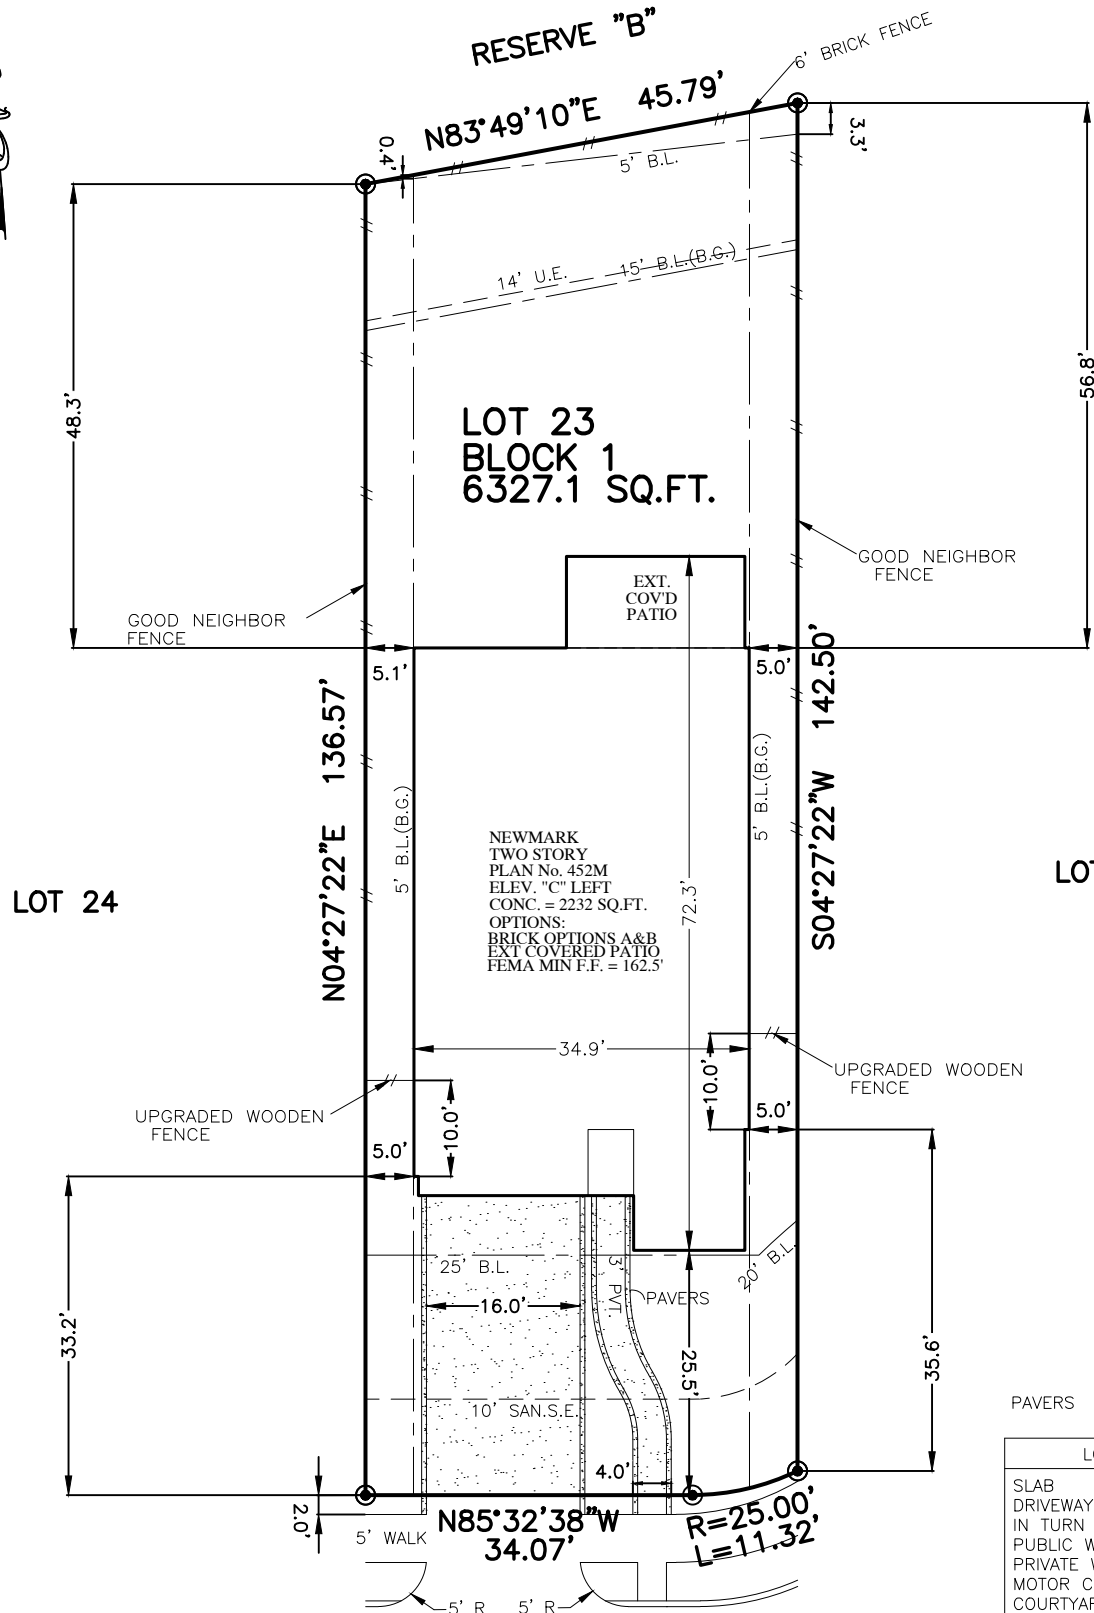 RESERVE "B"
6' BRICK FENCE
N83°49'10"E 45.79'
0.4'
3.3'
5' B.L.
14' U.E.
15' B.L.(B.G.)
48.3'
56.8'
LOT 23
BLOCK 1
6327.1 SQ.FT.
GOOD NEIGHBOR
FENCE
EXT.
COV'D
PATIO
GOOD NEIGHBOR
FENCE
5.1'
5.0'
N04°27'22"E 136.57'
S04°27'22"W 142.50'
5' B.L.(B.G.)
5' B.L.(B.G.)
NEWMARK
TWO STORY
PLAN No. 452M
ELEV. "C" LEFT
CONC. = 2232 SQ.FT.
OPTIONS:
BRICK OPTIONS A&B
EXT COVERED PATIO
FEMA MIN F.F. = 162.5'
72.3'
LOT 24
34.9'
UPGRADED WOODEN
FENCE
10.0'
10.0'
UPGRADED WOODEN
FENCE
5.0'
5.0'
25' B.L.
20' B.L.
16.0'
3' PVT.
PAVERS
33.2'
25.5'
35.6'
10' SAN.S.E.
4.0'
2.0'
5' WALK
N85°32'38"W
34.07'
R=25.00'
L=11.32'
5' R
5' R
PAVERS
SLAB
DRIVEWAY
IN TURN
PUBLIC
PRIVATE
MOTOR